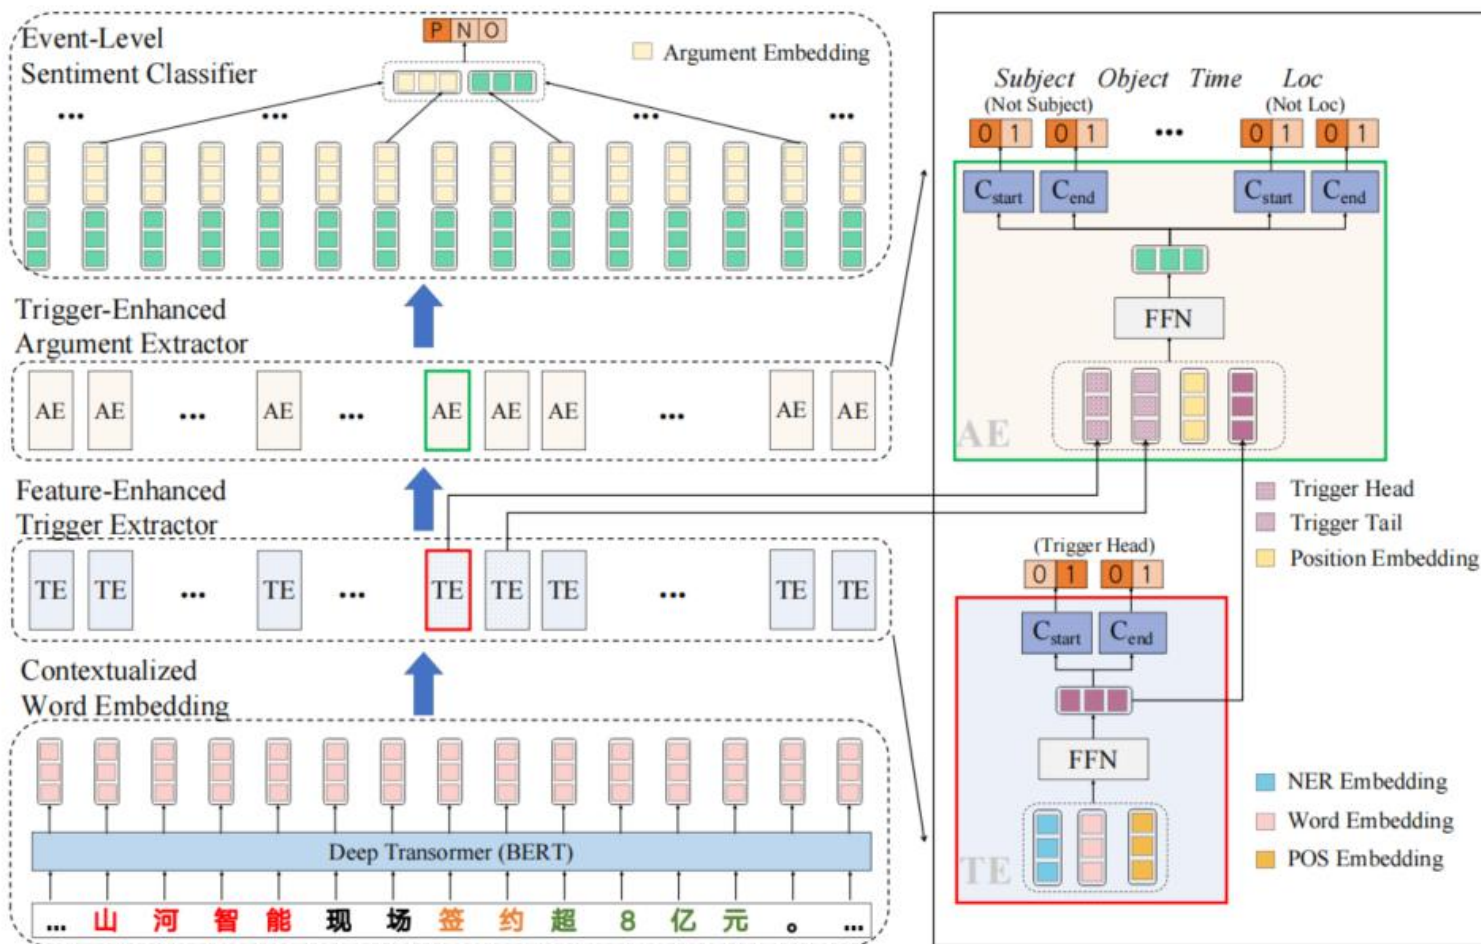 Event-Level
Sentiment Classifier
P N O
Argument Embedding
... ... ... ...
Trigger-Enhanced
Argument Extractor
AE AE ... AE ... AE AE AE ... AE AE
Feature-Enhanced
Trigger Extractor
TE TE ... TE ... TE TE TE ... TE TE
Contextualized
Word Embedding
Deep Transormer (BERT)
... 山 河 智 能 现 场 签 约 超 8 亿 元 。 ...
Subject Object Time Loc
(Not Subject) (Not Loc)
0 1 0 1 ... 0 1 0 1
Cstart Cend Cstart Cend
FFN
AE
Trigger Head
Trigger Tail
Position Embedding
(Trigger Head)
0 1 0 1
Cstart Cend
FFN
TE
NER Embedding
Word Embedding
POS Embedding